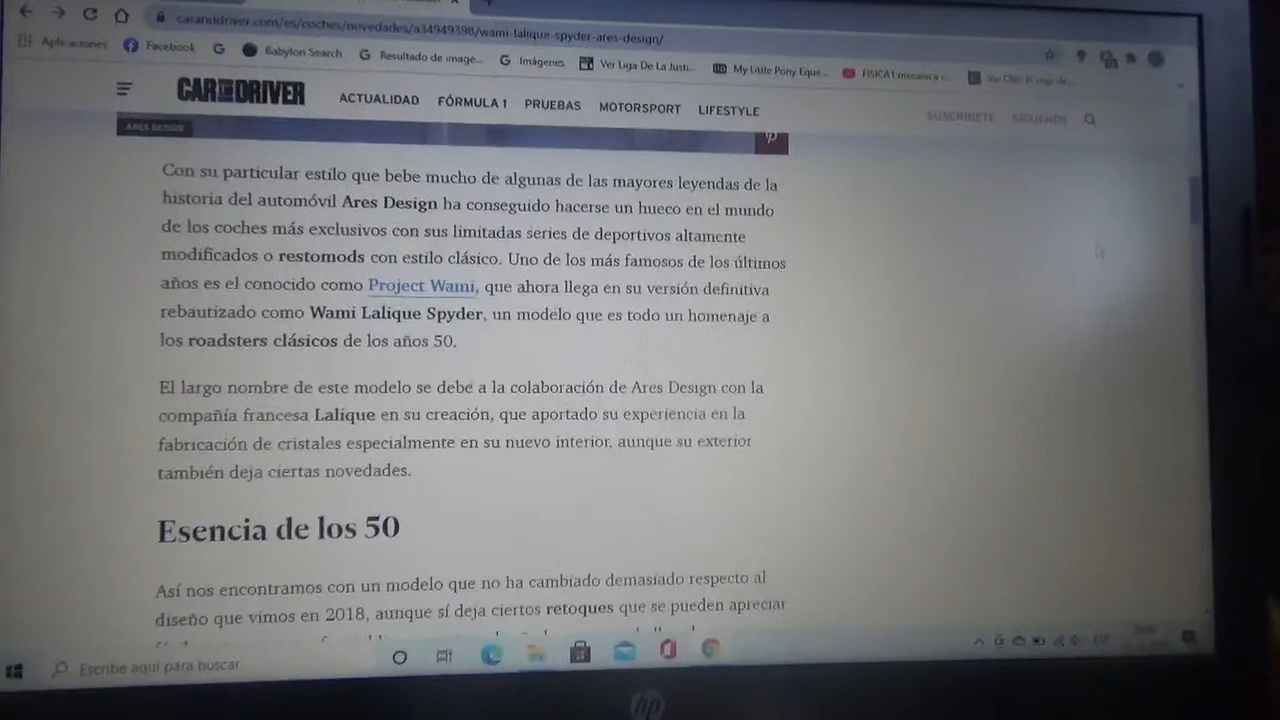 caranddriver.com/es/coches/novedades/a34949398/wami-lalique-spyder-ares-design/
Aplicaciones Facebook Babylon Search Resultado de image... Imágenes Ver Liga De La Justi... My Little Pony Eque... FISICA1 mecanica
CAR AND DRIVER ACTUALIDAD FÓRMULA 1 PRUEBAS MOTORSPORT LIFESTYLE SUSCRÍBETE SÍGUENOS
ARES DESIGN
Con su particular estilo que bebe mucho de algunas de las mayores leyendas de la
historia del automóvil Ares Design ha conseguido hacerse un hueco en el mundo
de los coches más exclusivos con sus limitadas series de deportivos altamente
modificados o restomods con estilo clásico. Uno de los más famosos de los últimos
años es el conocido como Project Wami, que ahora llega en su versión definitiva
rebautizado como Wami Lalique Spyder, un modelo que es todo un homenaje a
los roadsters clásicos de los años 50.
El largo nombre de este modelo se debe a la colaboración de Ares Design con la
compañía francesa Lalique en su creación, que aportado su experiencia en la
fabricación de cristales especialmente en su nuevo interior, aunque su exterior
también deja ciertas novedades.
Esencia de los 50
Así nos encontramos con un modelo que no ha cambiado demasiado respecto al
diseño que vimos en 2018, aunque sí deja ciertos retoques que se pueden apreciar
Escribe aquí para buscar
hp